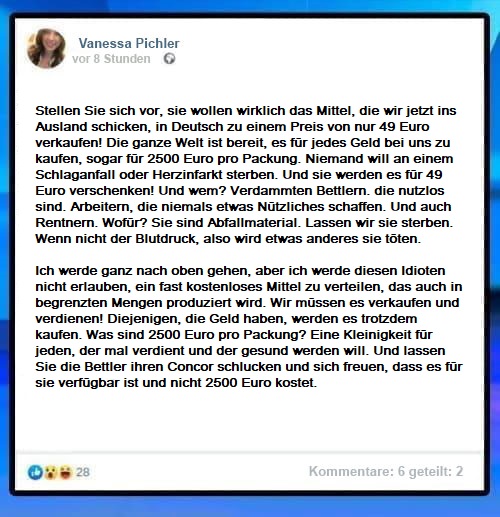 Vanessa Pichler
vor 8 Stunden
Stellen Sie sich vor, sie wollen wirklich das Mittel, die wir jetzt ins
Ausland schicken, in Deutsch zu einem Preis von nur 49 Euro
verkaufen! Die ganze Welt ist bereit, es für jedes Geld bei uns zu
kaufen, sogar für 2500 Euro pro Packung. Niemand will an einem
Schlaganfall oder Herzinfarkt sterben. Und sie werden es für 49
Euro verschenken! Und wem? Verdammten Bettlern. die nutzlos
sind. Arbeitern, die niemals etwas Nützliches schaffen. Und auch
Rentnern. Wofür? Sie sind Abfallmaterial. Lassen wir sie sterben.
Wenn nicht der Blutdruck, also wird etwas anderes sie töten.
Ich werde ganz nach oben gehen, aber ich werde diesen Idioten
nicht erlauben, ein fast kostenloses Mittel zu verteilen, das auch in
begrenzten Mengen produziert wird. Wir müssen es verkaufen und
verdienen! Diejenigen, die Geld haben, werden es trotzdem
kaufen. Was sind 2500 Euro pro Packung? Eine Kleinigkeit für
jeden, der mal verdient und der gesund werden will. Und lassen
Sie die Bettler ihren Concor schlucken und sich freuen, dass es für
sie verfügbar ist und nicht 2500 Euro kostet.
28
Kommentare: 6 geteilt: 2